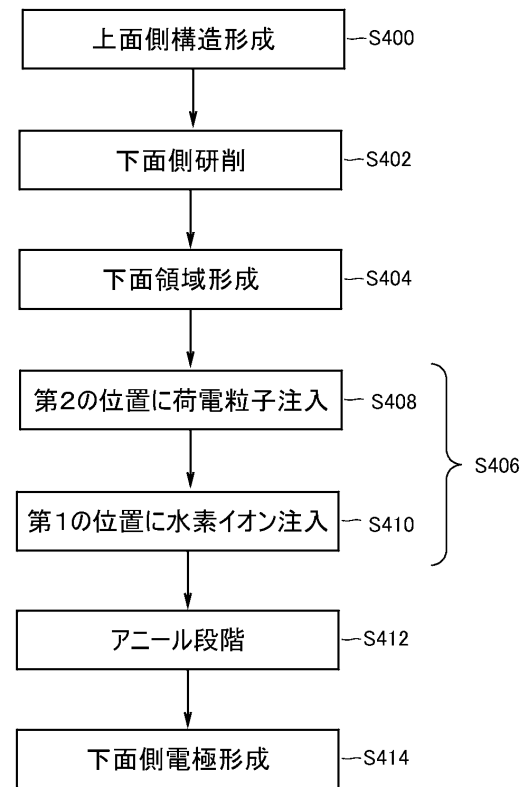 上面側構造形成 S400
下面側研削 S402
下面領域形成 S404
第2の位置に荷電粒子注入 S408
S406
第1の位置に水素イオン注入 S410
アニール段階 S412
下面側電極形成 S414